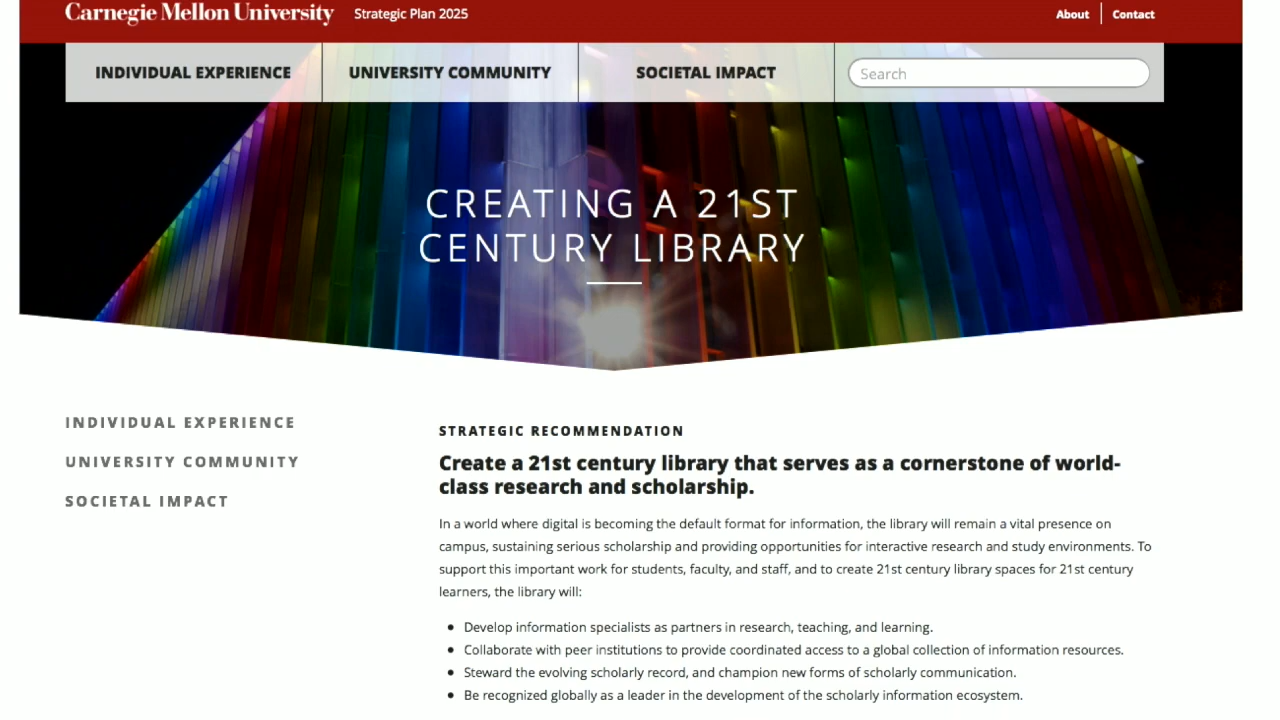 Carnegie Mellon University Strategic Plan 2025 About Contact
INDIVIDUAL EXPERIENCE UNIVERSITY COMMUNITY SOCIETAL IMPACT Search
CREATING A 21ST
CENTURY LIBRARY
INDIVIDUAL EXPERIENCE
UNIVERSITY COMMUNITY
SOCIETAL IMPACT
STRATEGIC RECOMMENDATION
Create a 21st century library that serves as a cornerstone of world-
class research and scholarship.
In a world where digital is becoming the default format for information, the library will remain a vital presence on
campus, sustaining serious scholarship and providing opportunities for interactive research and study environments. To
support this important work for students, faculty, and staff, and to create 21st century library spaces for 21st century
learners, the library will:
• Develop information specialists as partners in research, teaching, and learning.
• Collaborate with peer institutions to provide coordinated access to a global collection of information resources.
• Steward the evolving scholarly record, and champion new forms of scholarly communication.
• Be recognized globally as a leader in the development of the scholarly information ecosystem.